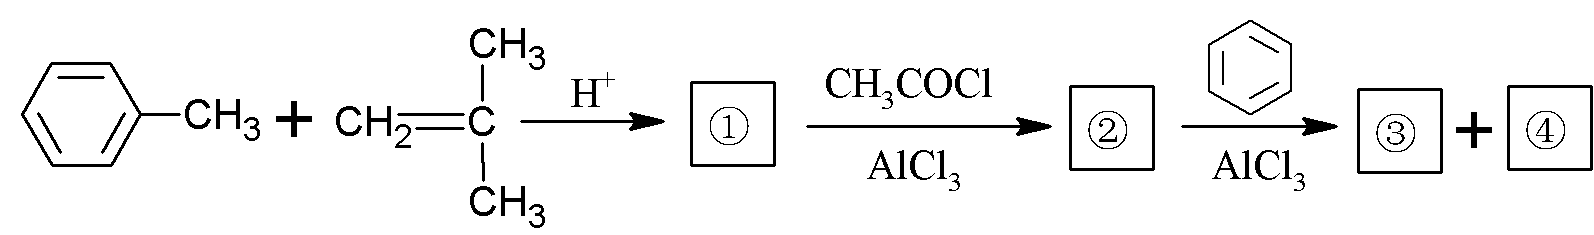 CH₃ + CH₂=C CH₃ CH₃
H⁺
①
CH₃COCl
AlCl₃
②
AlCl₃
③ + ④